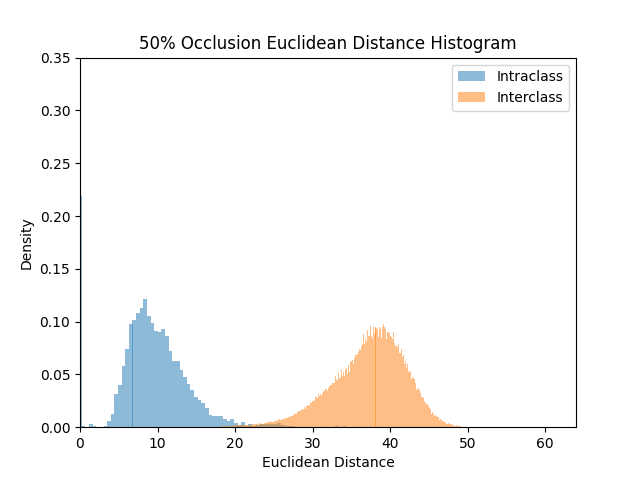 50% Occlusion Euclidean Distance Histogram
Intraclass
Interclass
Density
0.35
0.30
0.25
0.20
0.15
0.10
0.05
0.00
0 10 20 30 40 50 60
Euclidean Distance